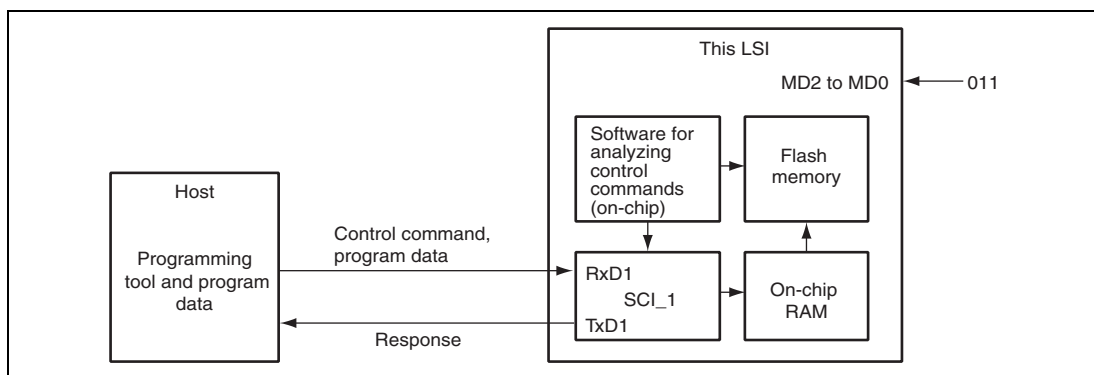 This LSI
MD2 to MD0
011
Software for
analyzing
control
commands
(on-chip)
Flash
memory
Host
Programming
tool and program
data
Control command,
program data
Response
RxD1
SCI_1
TxD1
On-chip
RAM